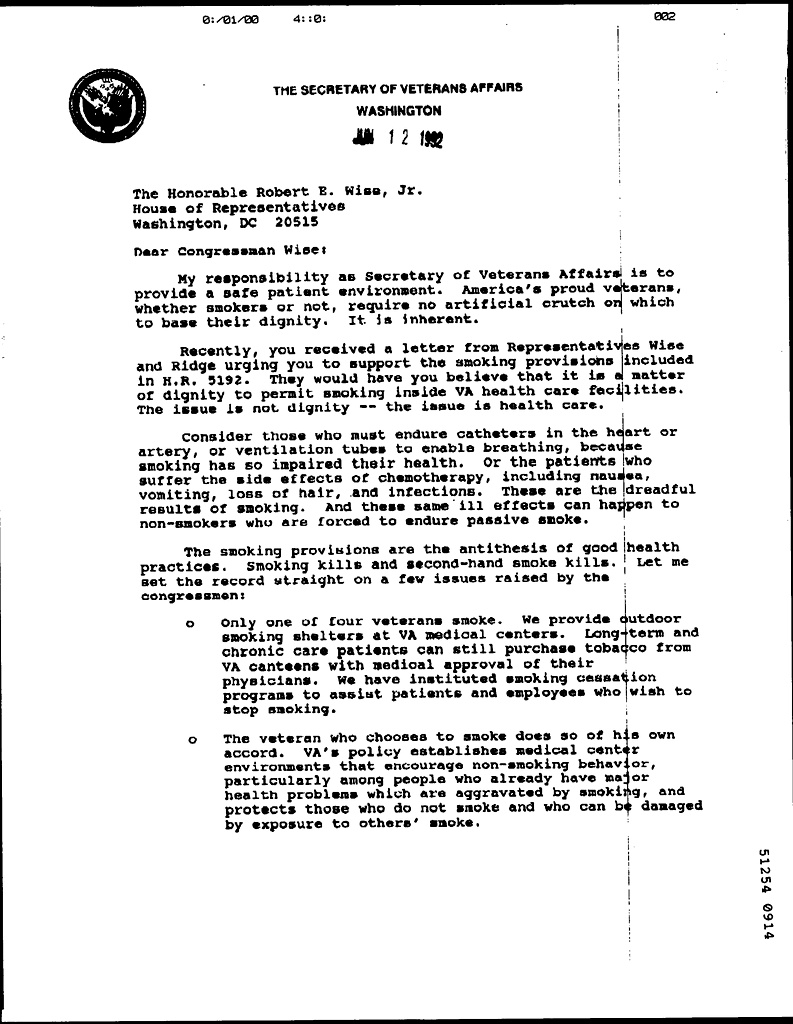 0:/01/00 4::0: 002
THE SECRETARY OF VETERANS AFFAIRS
WASHINGTON
JUN 12 1992
The Honorable Robert E. Wise, Jr.
House of Representatives
Washington, DC 20515
Dear Congressman Wise:
My responsibility as Secretary of Veterans Affairs is to
provide a safe patient environment. America's proud veterans,
whether smokers or not, require no artificial crutch on which
to base their dignity. It is inherent.
Recently, you received a letter from Representatives Wise
and Ridge urging you to support the smoking provisions included
in H.R. 5192. They would have you believe that it is a matter
of dignity to permit smoking inside VA health care facilities.
The issue is not dignity -- the issue is health care.
Consider those who must endure catheters in the heart or
artery, or ventilation tubes to enable breathing, because
smoking has so impaired their health. Or the patients who
suffer the side effects of chemotherapy, including nausea,
vomiting, loss of hair, and infections. These are the dreadful
results of smoking. And these same ill effects can happen to
non-smokers who are forced to endure passive smoke.
The smoking provisions are the antithesis of good health
practices. Smoking kills and second-hand smoke kills. Let me
set the record straight on a few issues raised by the
congressmen:
o Only one of four veterans smoke. We provide outdoor
smoking shelters at VA medical centers. Long-term and
chronic care patients can still purchase tobacco from
VA canteens with medical approval of their
physicians. We have instituted smoking cessation
programs to assist patients and employees who wish to
stop smoking.
o The veteran who chooses to smoke does so of his own
accord. VA's policy establishes medical center
environments that encourage non-smoking behavior,
particularly among people who already have major
health problems which are aggravated by smoking, and
protects those who do not smoke and who can be damaged
by exposure to others' smoke.
51254 0914